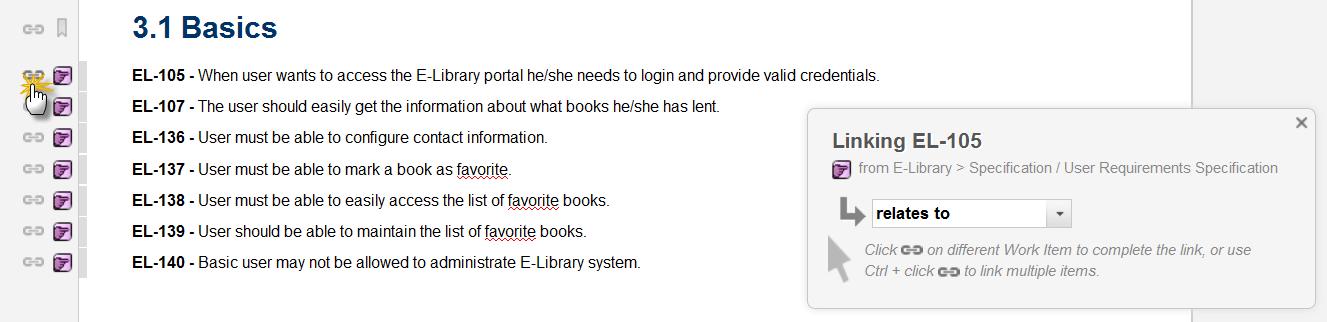 3.1 Basics
EL-105 - When user wants to access the E-Library portal he/she needs to login and provide valid credentials.
EL-107 - The user should easily get the information about what books he/she has lent.
EL-136 - User must be able to configure contact information.
EL-137 - User must be able to mark a book as favorite.
EL-138 - User must be able to easily access the list of favorite books.
EL-139 - User should be able to maintain the list of favorite books.
EL-140 - Basic user may not be allowed to administrate E-Library system.
Linking EL-105
from E-Library > Specification / User Requirements Specification
relates to
Click on different Work Item to complete the link, or use
Ctrl + click to link multiple items.